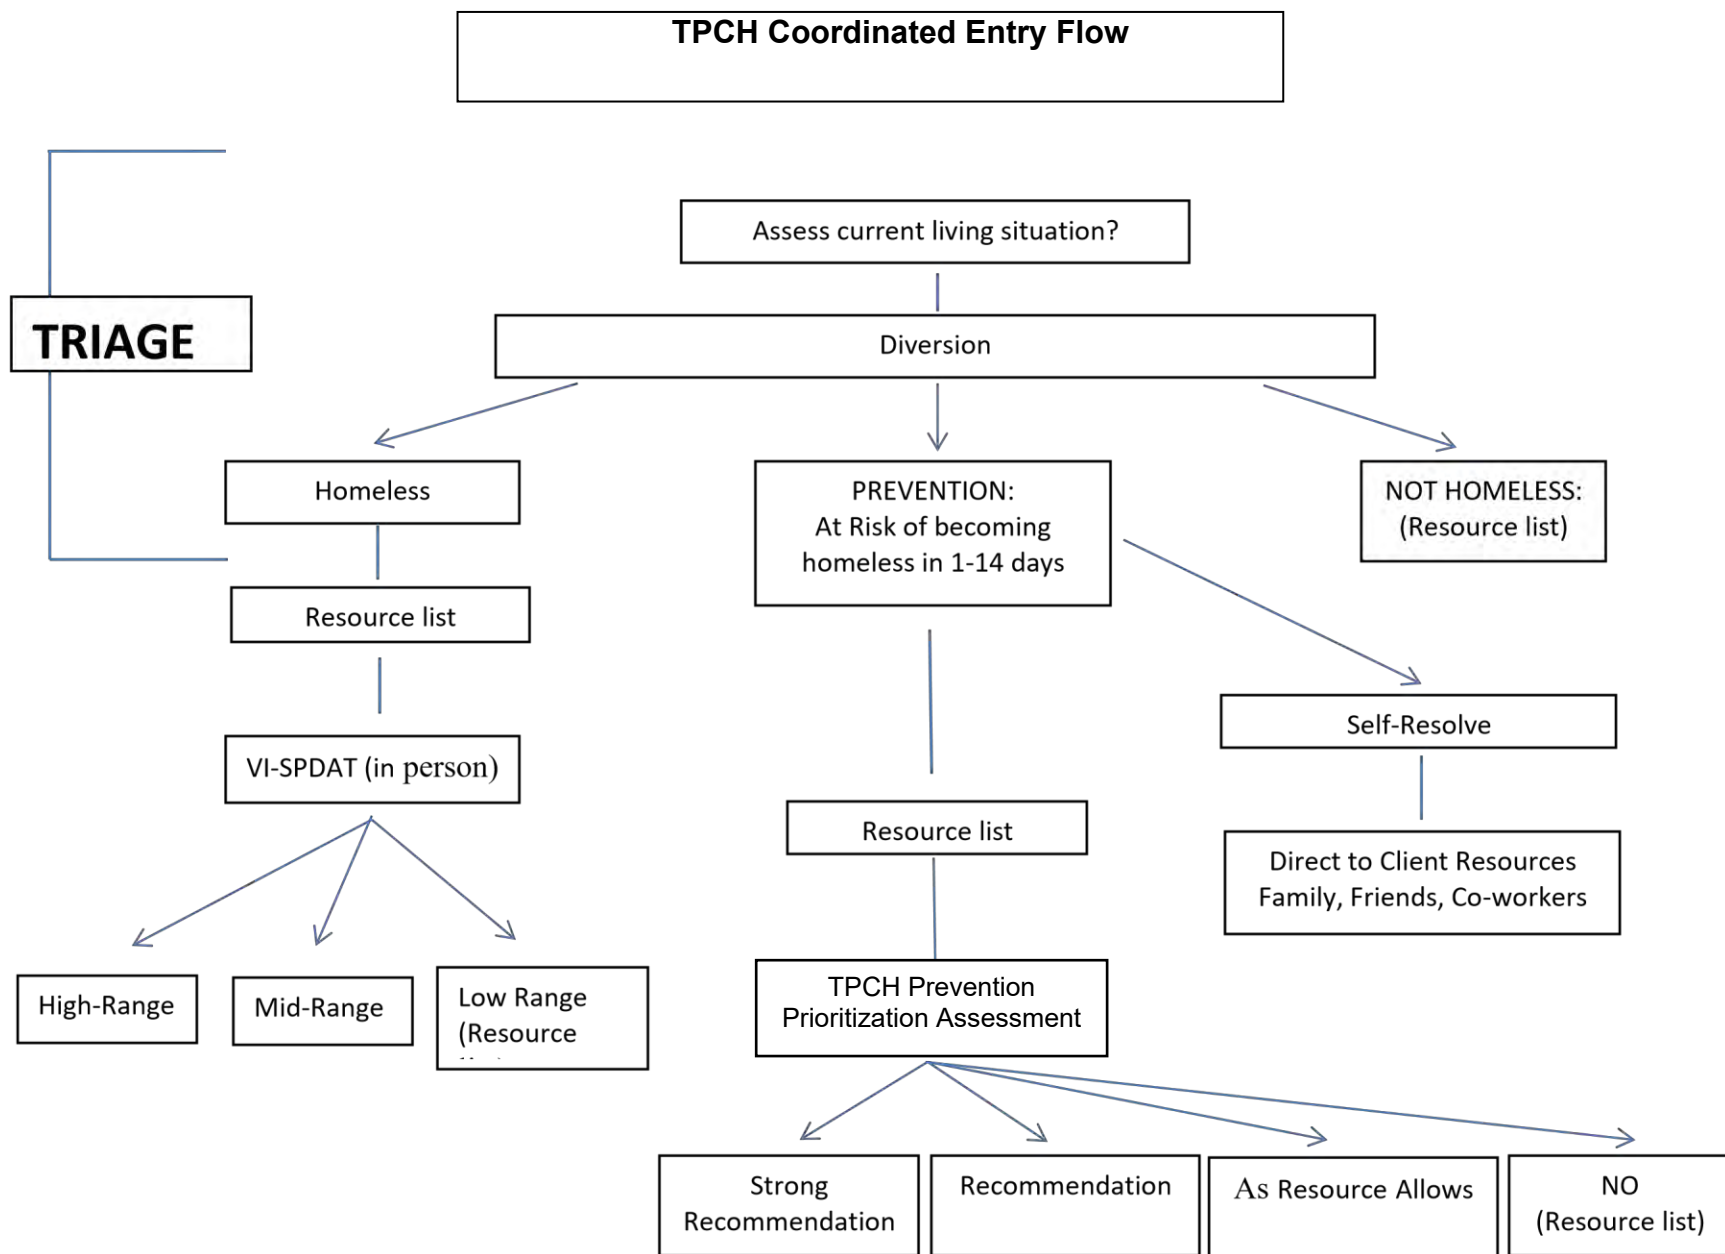 TPCH Coordinated Entry Flow
Assess current living situation?
TRIAGE
Diversion
Homeless
PREVENTION:
At Risk of becoming
homeless in 1-14 days
NOT HOMELESS:
(Resource list)
Resource list
Self-Resolve
VI-SPDAT (in person)
Resource list
Direct to Client Resources
Family, Friends, Co-workers
High-Range
Mid-Range
Low Range
(Resource
TPCH Prevention
Prioritization Assessment
Strong
Recommendation
Recommendation
As Resource Allows
NO
(Resource list)